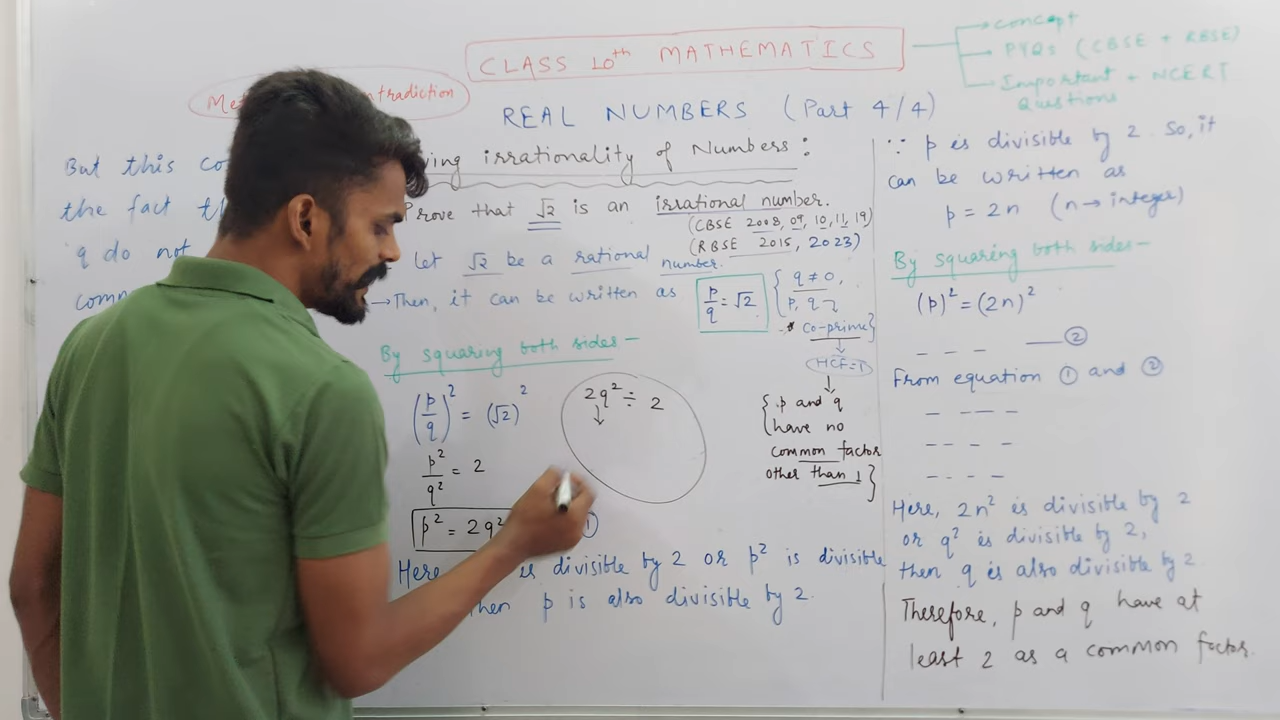 CLASS 10th MATHEMATICS
concept
PYQs (CBSE + RBSE)
Important + NCERT
Questions
REAL NUMBERS (Part 4/4)
But this
the fact
q do not
irrationality of Numbers:
Prove that √2 is an irrational number.
(CBSE 2008, 09, 10, 11, 19)
(RBSE 2015, 2023)
let √2 be a rational number.
→Then, it can be written as p/q = √2 { q ≠ 0,
p, q →
Co-prime}
HCF=1
{ p and q
have no
common factor
other than 1 }
By squaring both sides –
(p/q)² = (√2)²
p²/q² = 2
p² = 2q² ①
2q² ÷ 2
Here is divisible by 2 or p² is divisible
then p is also divisible by 2.
∵ p is divisible by 2. So, it
can be written as
p = 2n (n → integer)
By squaring both sides –
(p)² = (2n)²
_ _ _ — ②
From equation ① and ②
– – – –
– – – –
– – – –
Here, 2n² is divisible by 2
or q² is divisible by 2,
then q is also divisible by 2
Therefore, p and q have at
least 2 as a common factor.